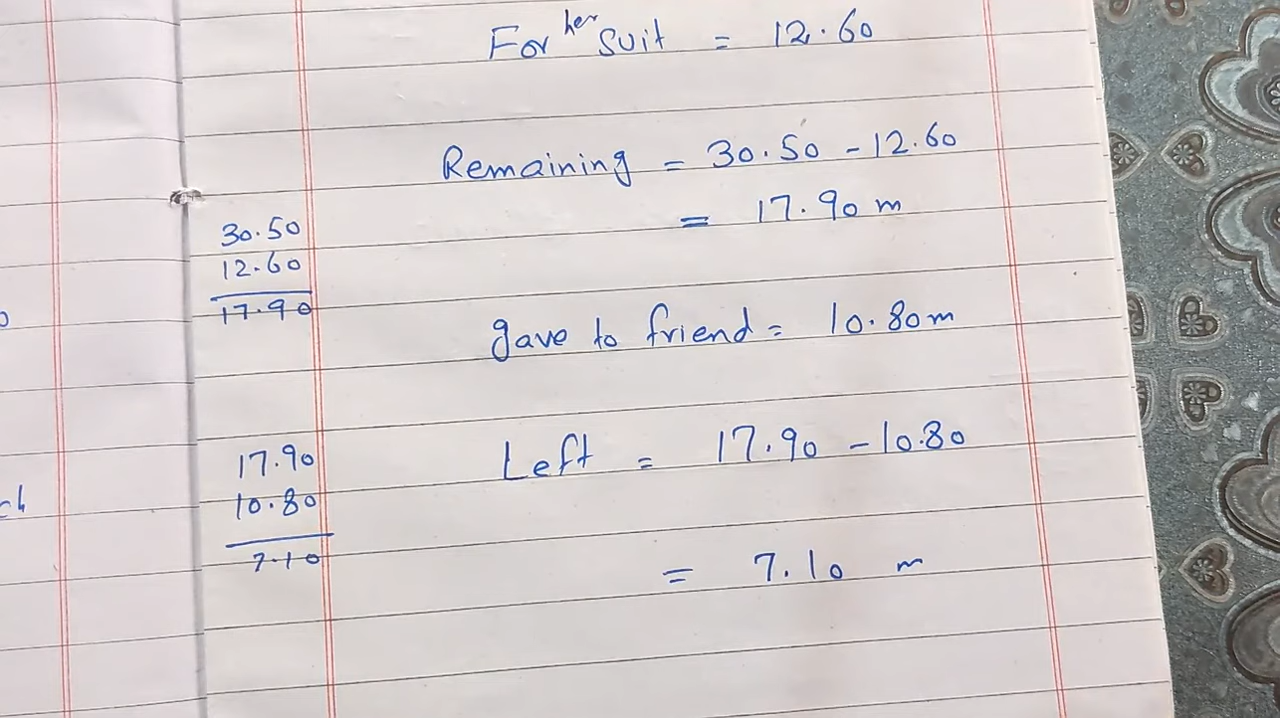 For her suit = 12.60
Remaining = 30.50 - 12.60
= 17.90 m
30.50
12.60
17.90
gave to friend = 10.80m
Left = 17.90 - 10.80
17.90
10.80
7.10
= 7.10 m